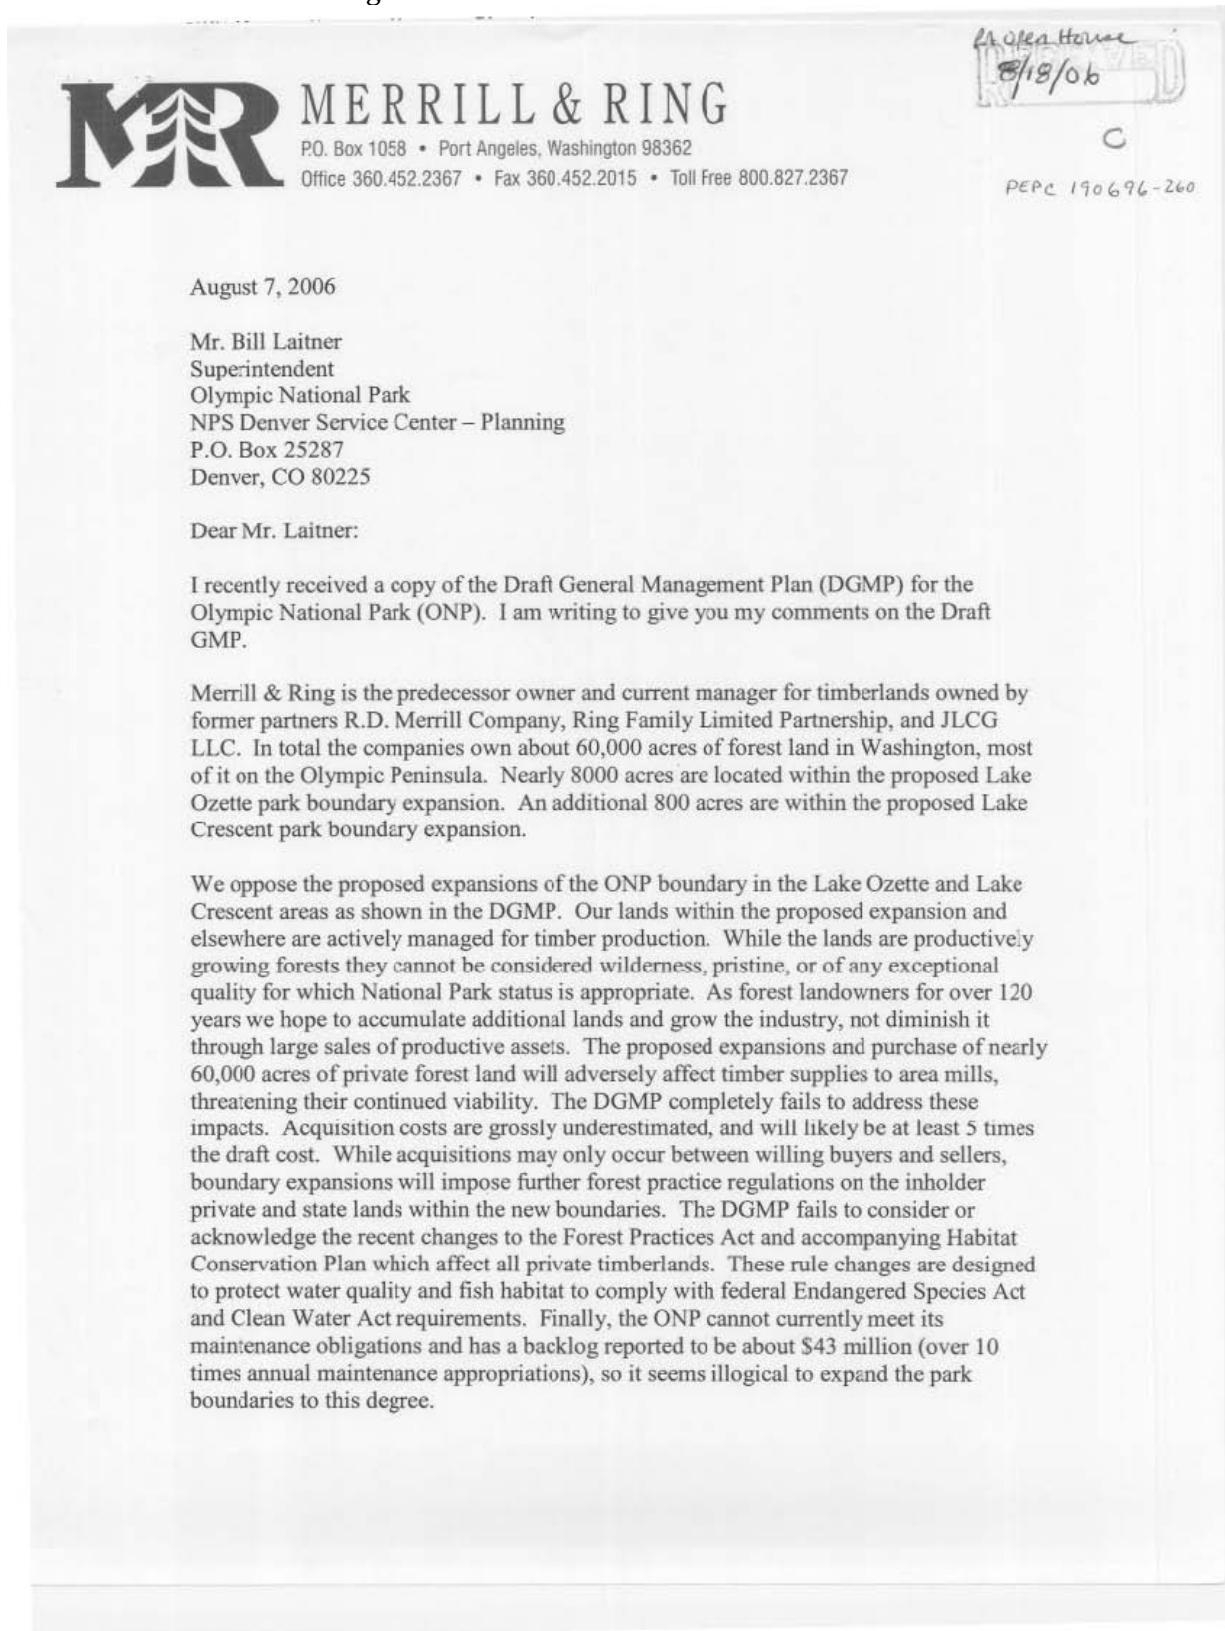 PA Open House
RECEIVED
8/18/06
MR
MERRILL & RING
P.O. Box 1058 • Port Angeles, Washington 98362
Office 360.452.2367 • Fax 360.452.2015 • Toll Free 800.827.2367
C
PEPC 190696-260
August 7, 2006
Mr. Bill Laitner
Superintendent
Olympic National Park
NPS Denver Service Center – Planning
P.O. Box 25287
Denver, CO 80225
Dear Mr. Laitner:
I recently received a copy of the Draft General Management Plan (DGMP) for the
Olympic National Park (ONP). I am writing to give you my comments on the Draft
GMP.
Merrill & Ring is the predecessor owner and current manager for timberlands owned by
former partners R.D. Merrill Company, Ring Family Limited Partnership, and JLCG
LLC. In total the companies own about 60,000 acres of forest land in Washington, most
of it on the Olympic Peninsula. Nearly 8000 acres are located within the proposed Lake
Ozette park boundary expansion. An additional 800 acres are within the proposed Lake
Crescent park boundary expansion.
We oppose the proposed expansions of the ONP boundary in the Lake Ozette and Lake
Crescent areas as shown in the DGMP. Our lands within the proposed expansion and
elsewhere are actively managed for timber production. While the lands are productively
growing forests they cannot be considered wilderness, pristine, or of any exceptional
quality for which National Park status is appropriate. As forest landowners for over 120
years we hope to accumulate additional lands and grow the industry, not diminish it
through large sales of productive assets. The proposed expansions and purchase of nearly
60,000 acres of private forest land will adversely affect timber supplies to area mills,
threatening their continued viability. The DGMP completely fails to address these
impacts. Acquisition costs are grossly underestimated, and will likely be at least 5 times
the draft cost. While acquisitions may only occur between willing buyers and sellers,
boundary expansions will impose further forest practice regulations on the inholder
private and state lands within the new boundaries. The DGMP fails to consider or
acknowledge the recent changes to the Forest Practices Act and accompanying Habitat
Conservation Plan which affect all private timberlands. These rule changes are designed
to protect water quality and fish habitat to comply with federal Endangered Species Act
and Clean Water Act requirements. Finally, the ONP cannot currently meet its
maintenance obligations and has a backlog reported to be about $43 million (over 10
times annual maintenance appropriations), so it seems illogical to expand the park
boundaries to this degree.